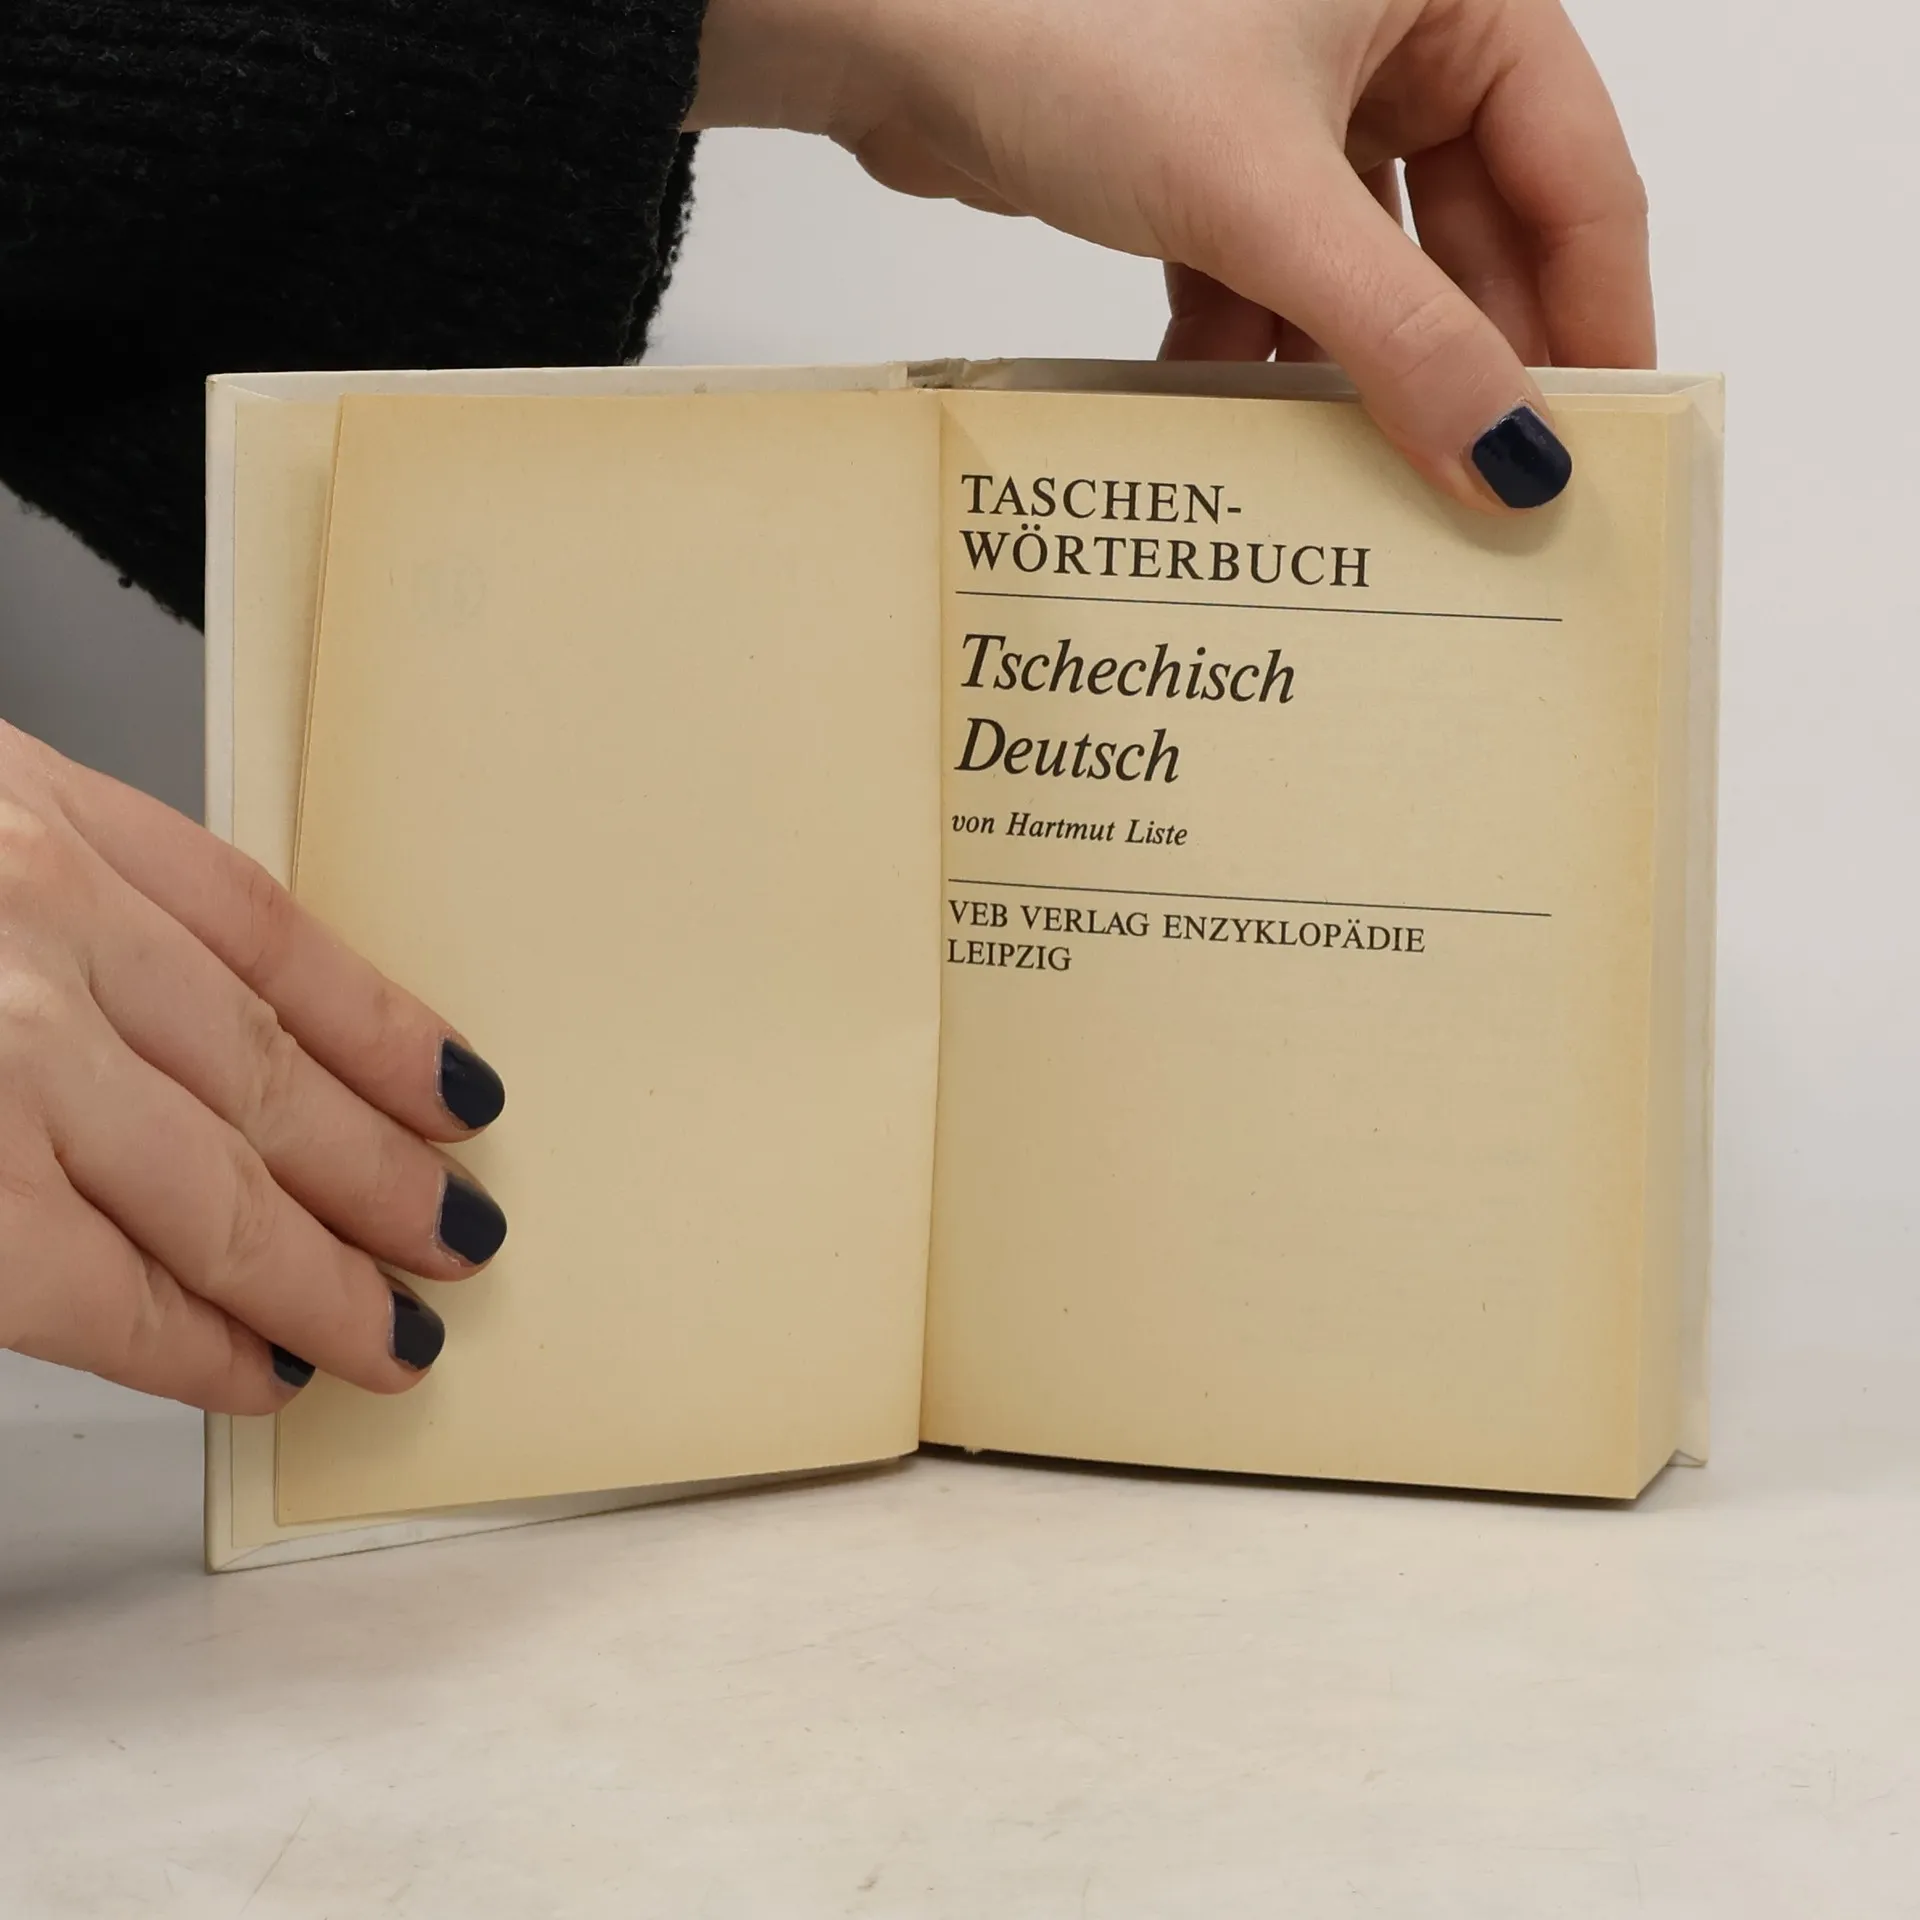 TASCHEN-
WÖRTERBUCH
Tschechisch
Deutsch
von Hartmut Liste
VEB VERLAG ENZYKLOPÄDIE
LEIPZIG